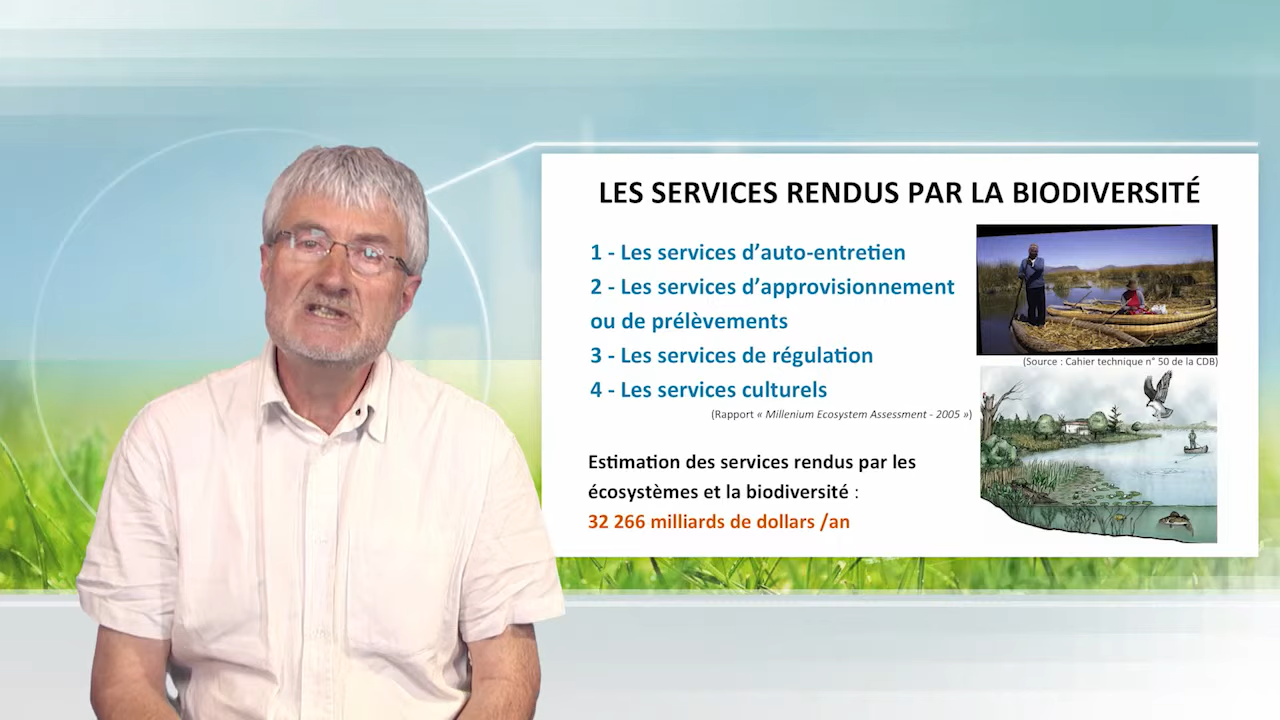 LES SERVICES RENDUS PAR LA BIODIVERSITÉ
1 - Les services d’auto-entretien
2 - Les services d’approvisionnement
ou de prélèvements
3 - Les services de régulation
4 - Les services culturels
(Rapport « Millenium Ecosystem Assessment - 2005 »)
(Source : Cahier technique n° 50 de la CDB)
Estimation des services rendus par les
écosystèmes et la biodiversité :
32 266 milliards de dollars /an